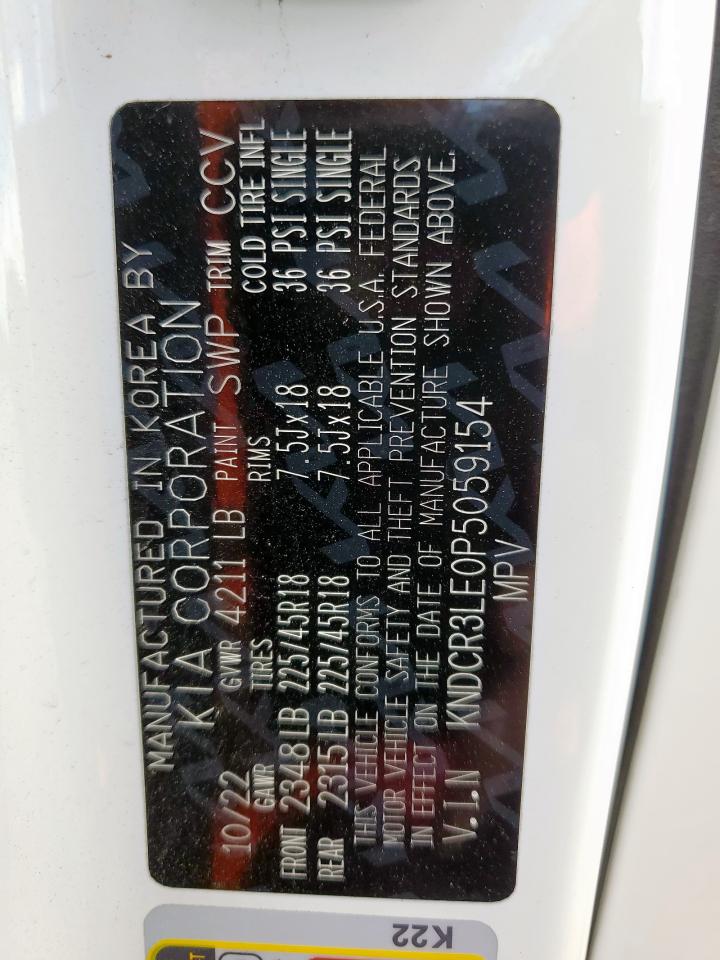 MANUFACTURED IN KOREA BY
KIA CORPORATION
10/22 GVWR 4211 LB PAINT SWP TRIM CCV
GAWR TIRES RIMS COLD TIRE INFL
FRONT 2348LB 225/45R18 7.5Jx18 36 PSI SINGLE
REAR 2315LB 225/45R18 7.5Jx18 36 PSI SINGLE
THIS VEHICLE CONFORMS TO ALL APPLICABLE U.S.A. FEDERAL
MOTOR VEHICLE SAFETY AND THEFT PREVENTION STANDARDS
IN EFFECT ON THE DATE OF MANUFACTURE SHOWN ABOVE.
V.I.N KNDCR3LE0P5059154
MPV
K22